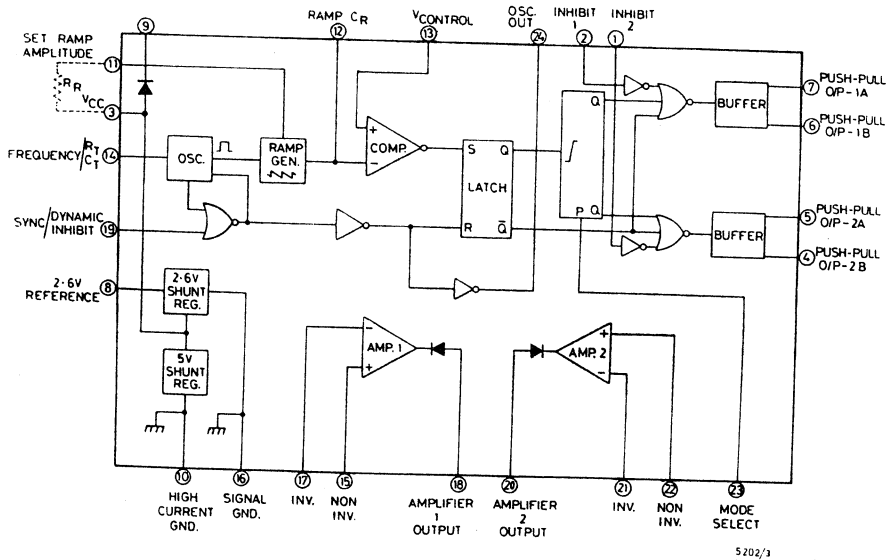 RAMP CR
12
VCONTROL
13
OSC.
OUT
24
INHIBIT
1
2
INHIBIT
2
1
9
SET RAMP
AMPLITUDE
11
RR
VCC
3
FREQUENCY/RT
CT
14
OSC.
RAMP
GEN.
+
COMP.
−
S
Q
LATCH
R
Q̅
Q
P
Q
BUFFER
7
PUSH-PULL
O/P-1A
6
PUSH-PULL
O/P-1B
BUFFER
5
PUSH-PULL
O/P-2A
4
PUSH-PULL
O/P-2B
SYNC/DYNAMIC
INHIBIT
19
2·6V
REFERENCE
8
2·6V
SHUNT
REG.
5V
SHUNT
REG.
−
AMP. 1
+
+
AMP. 2
−
10
HIGH
CURRENT
GND.
16
SIGNAL
GND.
17
INV.
15
NON
INV.
18
AMPLIFIER
1
OUTPUT
20
AMPLIFIER
2
OUTPUT
21
INV.
22
NON
INV.
23
MODE
SELECT
5202/3